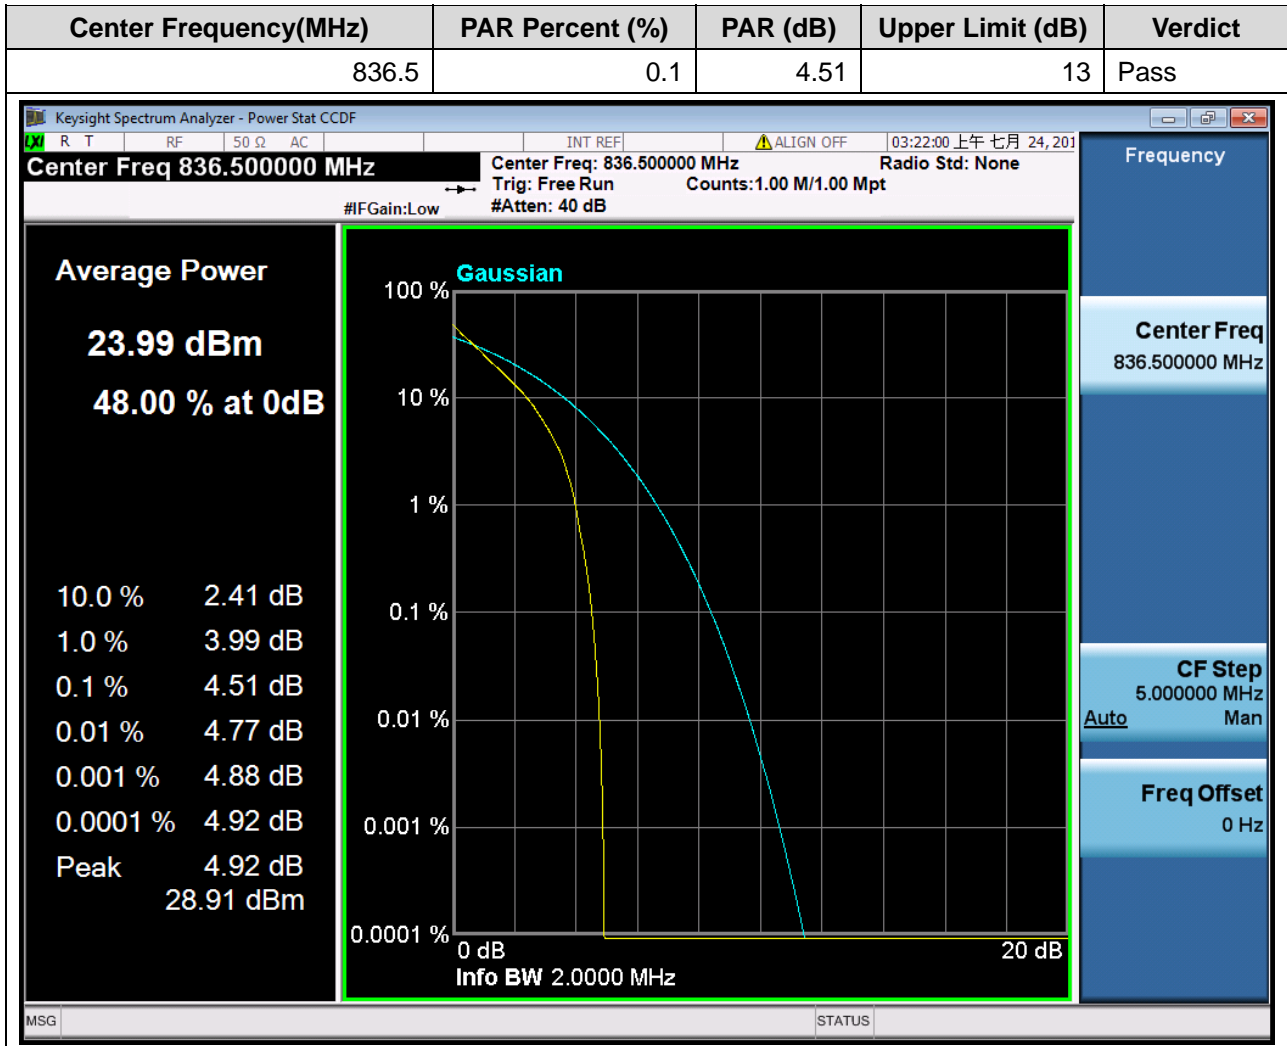 Center Frequency(MHz) PAR Percent (%) PAR (dB) Upper Limit (dB) Verdict
836.5 0.1 4.51 13 Pass
Keysight Spectrum Analyzer - Power Stat CCDF
LXI R T RF 50 Ω AC INT REF ALIGN OFF 03:22:00 上午 七月 24, 201
Center Freq 836.500000 MHz
Center Freq: 836.500000 MHz Radio Std: None
Trig: Free Run Counts:1.00 M/1.00 Mpt
#IFGain:Low #Atten: 40 dB
Average Power
23.99 dBm
48.00 % at 0dB
10.0 % 2.41 dB
1.0 % 3.99 dB
0.1 % 4.51 dB
0.01 % 4.77 dB
0.001 % 4.88 dB
0.0001 % 4.92 dB
Peak 4.92 dB
28.91 dBm
Gaussian
100 %
10 %
1 %
0.1 %
0.01 %
0.001 %
0.0001 %
0 dB 20 dB
Info BW 2.0000 MHz
Frequency
Center Freq
836.500000 MHz
CF Step
5.000000 MHz
Auto Man
Freq Offset
0 Hz
MSG STATUS